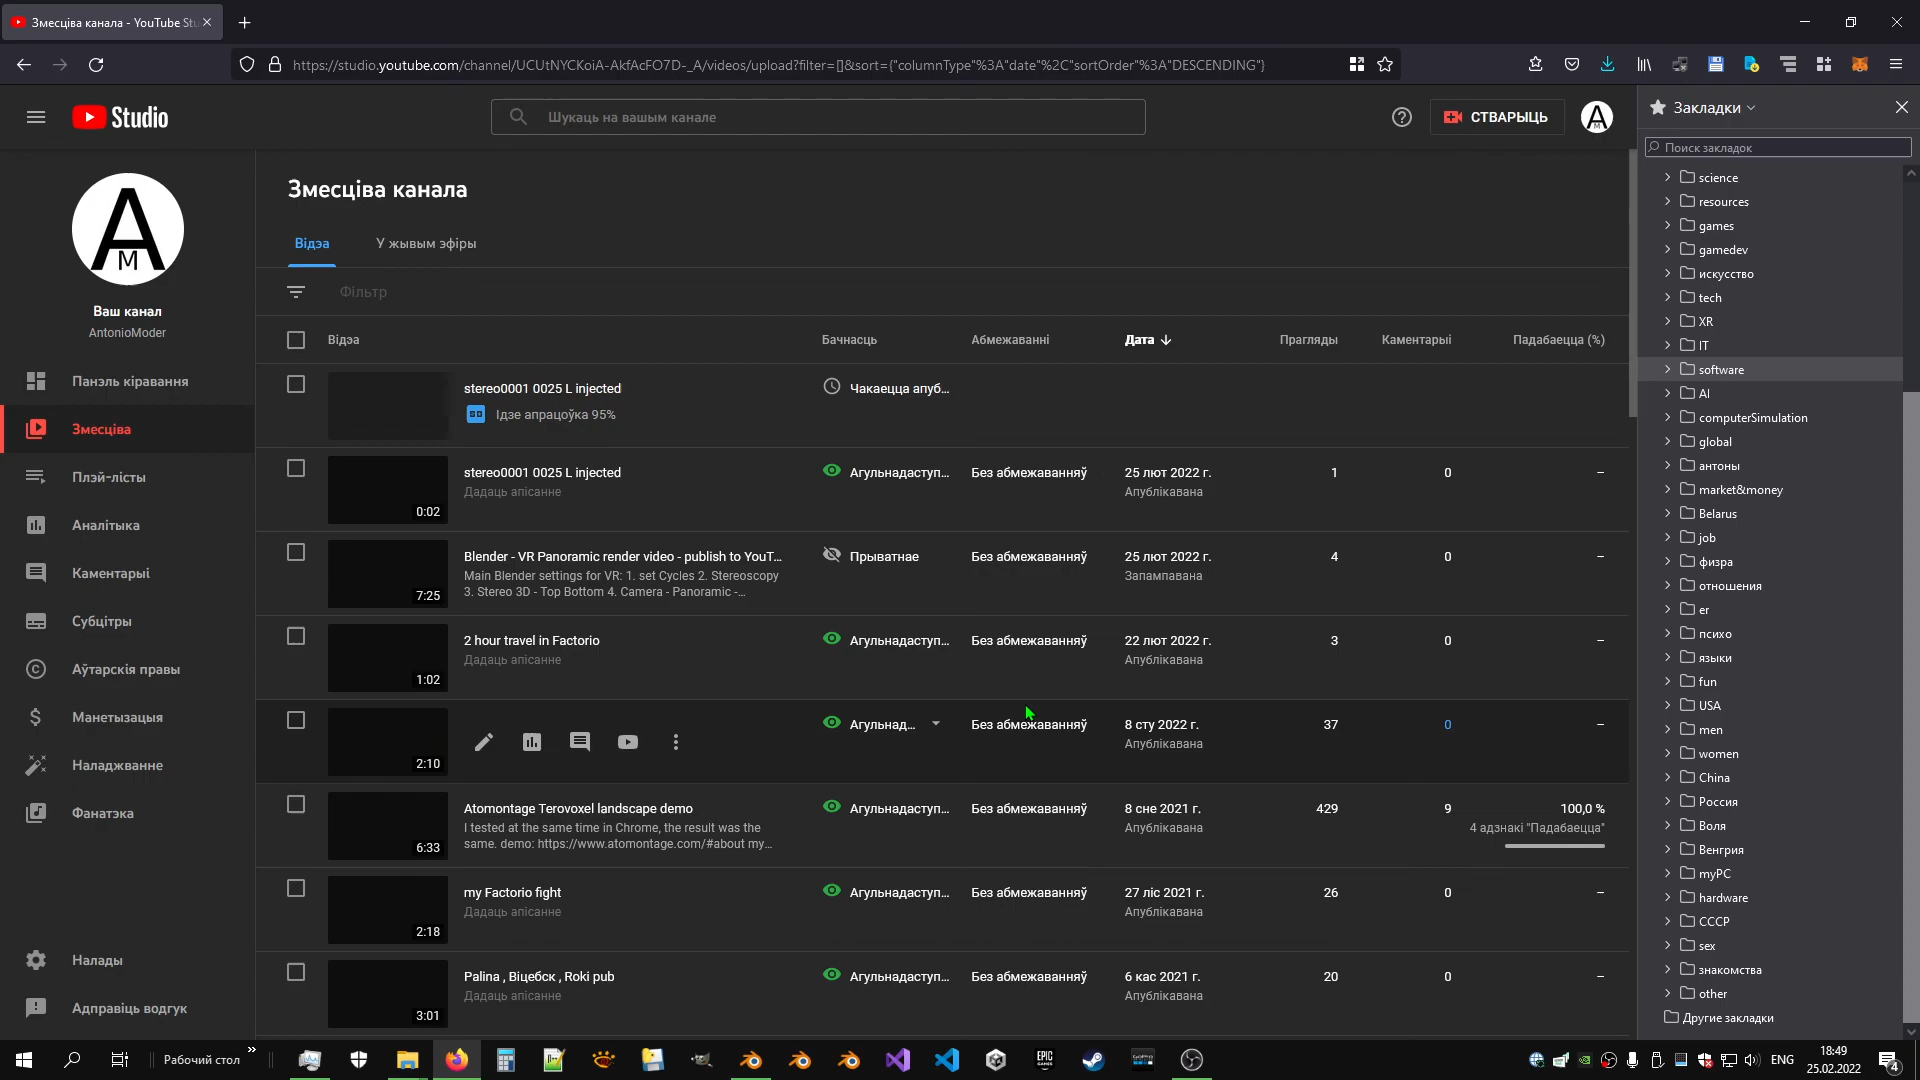 Змесціва канала - YouTube Stu
https://studio.youtube.com/channel/UCUtNYCKoiA-AkfAcFO7D-_A/videos/upload?filter=[]&sort={"columnType"%3A"date"%2C"sortOrder"%3A"DESCENDING"}
Studio
Шукаць на вашым канале
СТВАРЫЦЬ
Закладки
Поиск закладок
Ваш канал
AntonioModer
Панэль кіравання
Змесціва
Плэй-лісты
Аналітыка
Каментарыі
Субцітры
Аўтарскія правы
Манетызацыя
Наладжванне
Фанатэка
Налады
Адправіць водгук
Змесціва канала
Відэа У жывым эфіры
Фільтр
Відэа Бачнасць Абмежаванні Дата Прагляды Каментарыі Падабаецца (%)
stereo0001 0025 L injected Чакаецца апуб...
Ідзе апрацоўка 95%
stereo0001 0025 L injected Агульнадаступ... Без абмежаванняў 25 лют 2022 г. 1 0 –
Дадаць апісанне Апублікавана
0:02
Blender - VR Panoramic render video - publish to YouT... Прыватнае Без абмежаванняў 25 лют 2022 г. 4 0 –
Main Blender settings for VR: 1. set Cycles 2. Stereoscopy Запампавана
3. Stereo 3D - Top Bottom 4. Camera - Panoramic -...
7:25
2 hour travel in Factorio Агульнадаступ... Без абмежаванняў 22 лют 2022 г. 3 0 –
Дадаць апісанне Апублікавана
1:02
Агульнад... Без абмежаванняў 8 сту 2022 г. 37 0 –
Апублікавана
2:10
Atomontage Terovoxel landscape demo Агульнадаступ... Без абмежаванняў 8 сне 2021 г. 429 9 100,0 %
I tested at the same time in Chrome, the result was the Апублікавана 4 адзнакі "Падабаецца"
same. demo: https://www.atomontage.com/#about my...
6:33
my Factorio fight Агульнадаступ... Без абмежаванняў 27 ліс 2021 г. 26 0 –
Дадаць апісанне Апублікавана
2:18
Palina , Віцебск , Roki pub Агульнадаступ... Без абмежаванняў 6 кас 2021 г. 20 0 –
Дадаць апісанне Апублікавана
3:01
science
resources
games
gamedev
искусство
tech
XR
IT
software
AI
computerSimulation
global
антоны
market&money
Belarus
job
физра
отношения
er
психо
языки
fun
USA
men
women
China
Россия
Воля
Венгрия
myPC
hardware
СССР
sex
знакомства
other
Другие закладки
Рабочий стол
EPIC
GAMES
ENG
18:49
25.02.2022
4